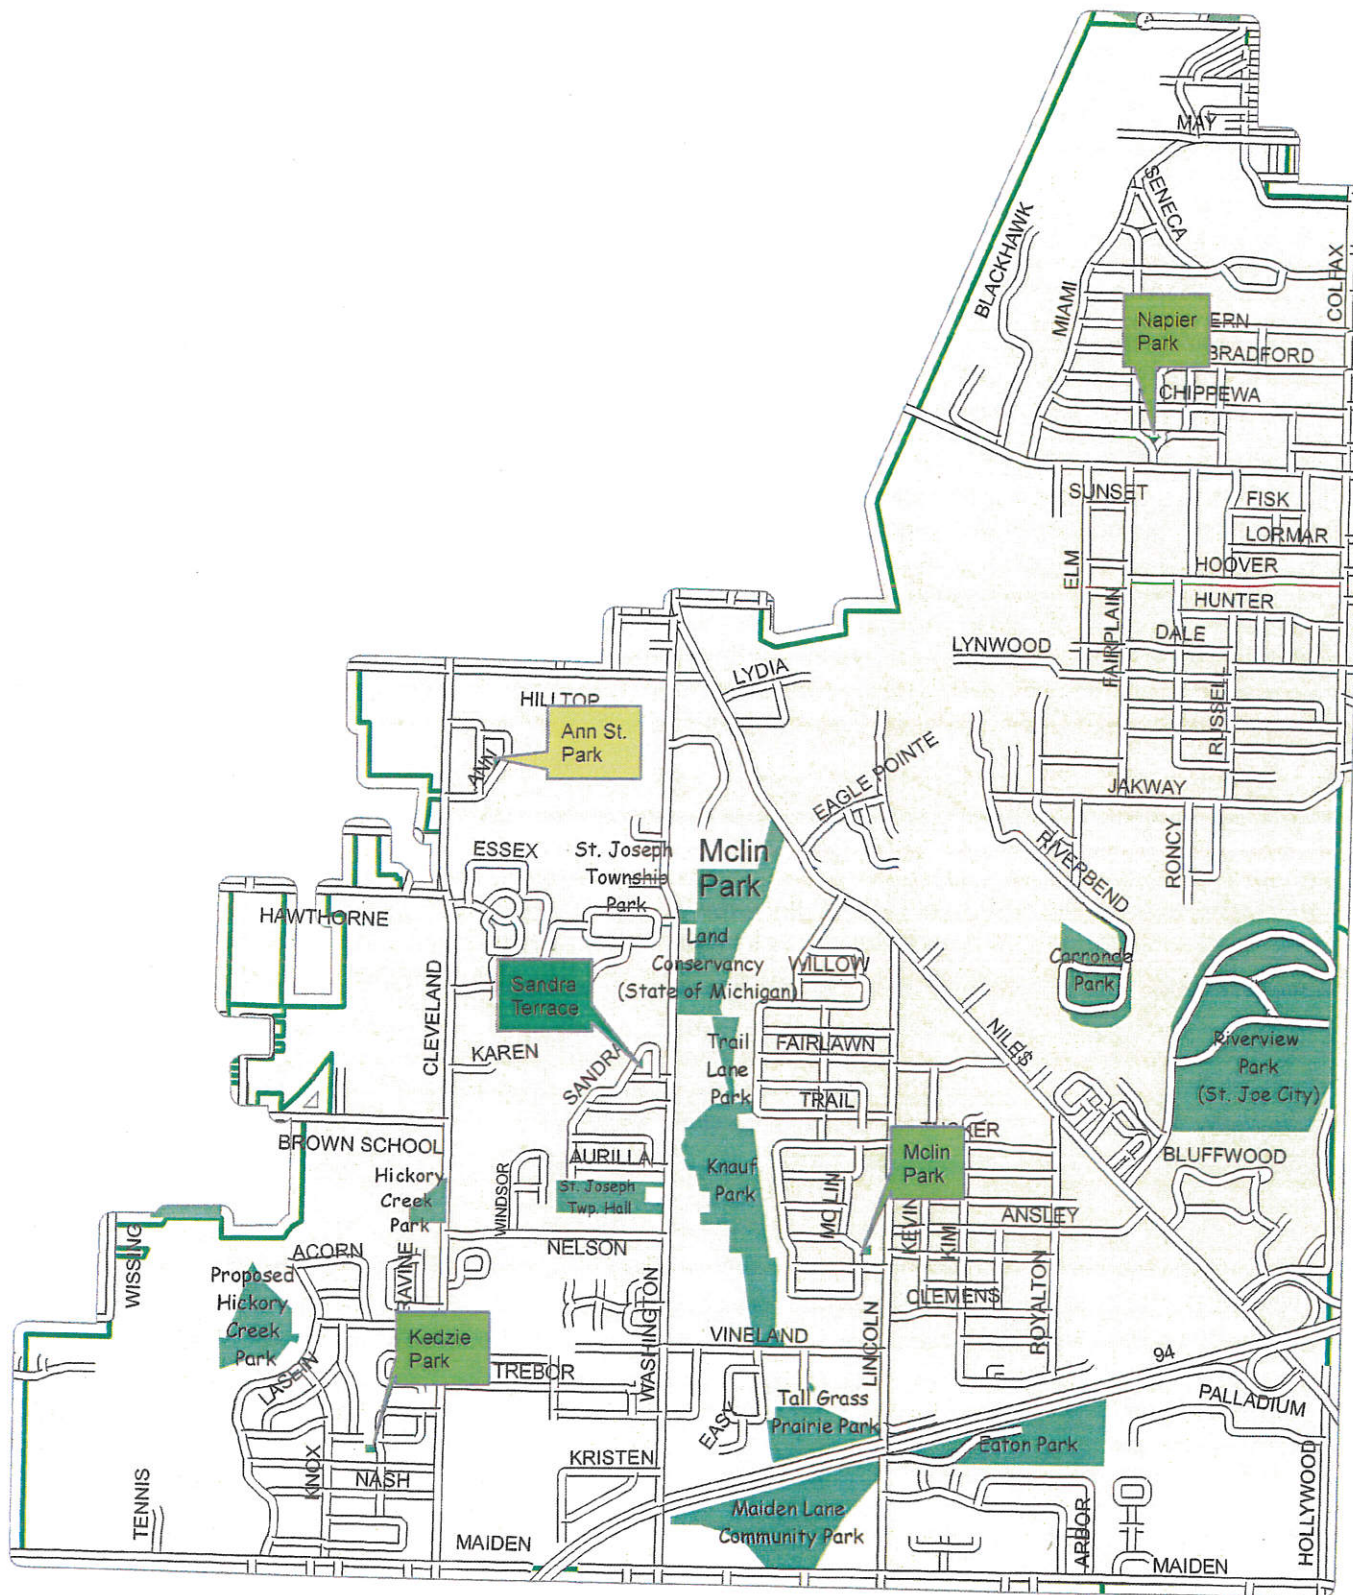 MAY
SENECA
BLACKHAWK
MIAMI
COLFAX
Napier
Park
ERN
BRADFORD
CHIPPEWA
SUNSET
FISK
LORMAR
ELM
HOOVER
HUNTER
FAIRPLAIN
DALE
LYNWOOD
RUSSELL
LYDIA
HILLTOP
Ann St.
Park
ANN
EAGLE POINTE
JAKWAY
RONCY
RIVERBEND
ESSEX
St. Joseph
Township
Park
Mclin
Park
HAWTHORNE
Land
Conservancy
(State of Michigan)
WILLOW
Carronde
Park
CLEVELAND
Sandra
Terrace
NILES
Riverview
Park
(St. Joe City)
KAREN
SANDRA
Trail
Lane
Park
FAIRLAWN
TRAIL
BROWN SCHOOL
AURILLA
Knauf
Park
Mclin
Park
KER
BLUFFWOOD
Hickory
Creek
Park
WINDSOR
St. Joseph
Twp. Hall
MCLIN
KEVIN
KIM
ANSLEY
NELSON
WISSING
ACORN
RAVINE
Proposed
Hickory
Creek
Park
WASHINGTON
CLEMENS
ROYALTON
LINCOLN
VINELAND
Kedzie
Park
TREBOR
LASEIN
94
PALLADIUM
EASY
Tall Grass
Prairie Park
Eaton Park
KNOX
NASH
KRISTEN
TENNIS
Maiden Lane
Community Park
ARBOR
HOLLYWOOD
MAIDEN
MAIDEN